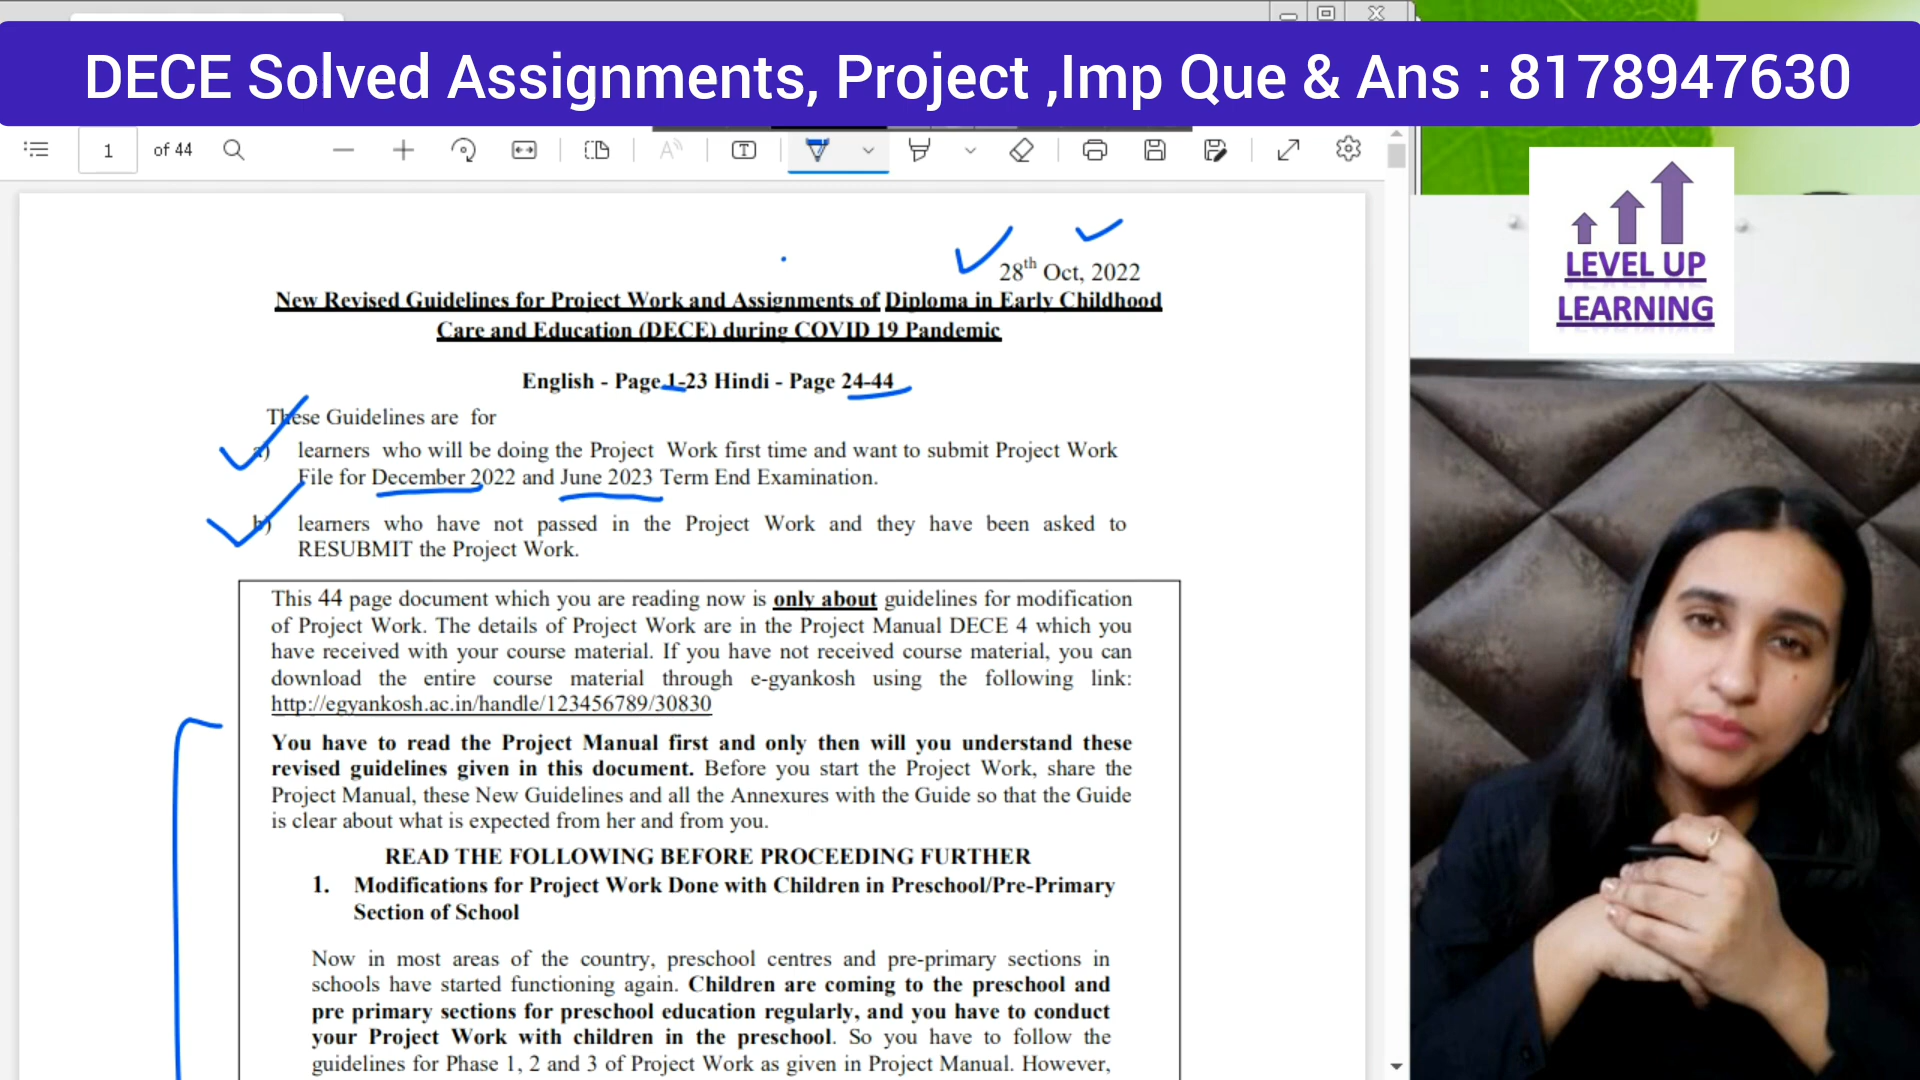 DECE Solved Assignments, Project ,Imp Que & Ans : 8178947630
1 of 44
LEVEL UP
LEARNING
28th Oct, 2022
New Revised Guidelines for Project Work and Assignments of Diploma in Early Childhood
Care and Education (DECE) during COVID 19 Pandemic
English - Page 1-23 Hindi - Page 24-44
These Guidelines are for
a) learners who will be doing the Project Work first time and want to submit Project Work
File for December 2022 and June 2023 Term End Examination.
b) learners who have not passed in the Project Work and they have been asked to
RESUBMIT the Project Work.
This 44 page document which you are reading now is only about guidelines for modification
of Project Work. The details of Project Work are in the Project Manual DECE 4 which you
have received with your course material. If you have not received course material, you can
download the entire course material through e-gyankosh using the following link:
http://egyankosh.ac.in/handle/123456789/30830
You have to read the Project Manual first and only then will you understand these
revised guidelines given in this document. Before you start the Project Work, share the
Project Manual, these New Guidelines and all the Annexures with the Guide so that the Guide
is clear about what is expected from her and from you.
READ THE FOLLOWING BEFORE PROCEEDING FURTHER
1. Modifications for Project Work Done with Children in Preschool/Pre-Primary
Section of School
Now in most areas of the country, preschool centres and pre-primary sections in
schools have started functioning again. Children are coming to the preschool and
pre primary sections for preschool education regularly, and you have to conduct
your Project Work with children in the preschool. So you have to follow the
guidelines for Phase 1, 2 and 3 of Project Work as given in Project Manual. However,